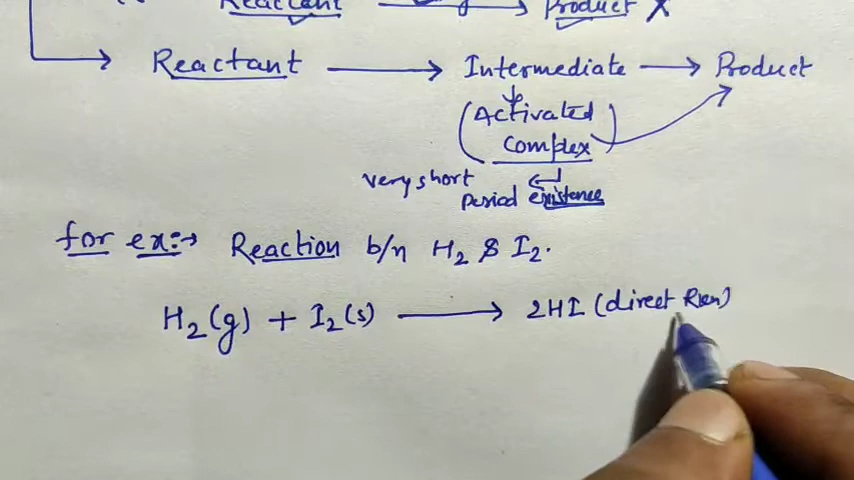 Reactant Product X
Reactant → Intermediate → Product
(Activated
Complex)
very short
period existence
for ex:→ Reaction b/n H₂ & I₂.
H₂(g) + I₂(s) → 2HI (direct Rxn)